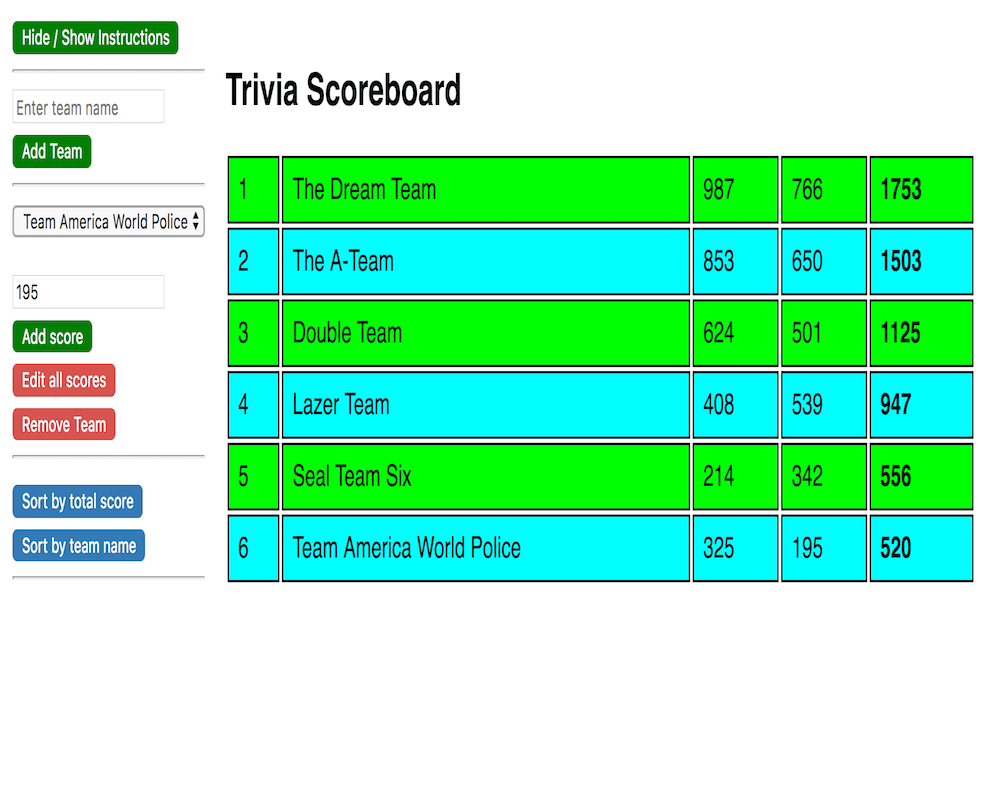 Hide / Show Instructions
Enter team name
Add Team
Team America World Police
195
Add score
Edit all scores
Remove Team
Sort by total score
Sort by team name
Trivia Scoreboard
1 The Dream Team 987 766 1753
2 The A-Team 853 650 1503
3 Double Team 624 501 1125
4 Lazer Team 408 539 947
5 Seal Team Six 214 342 556
6 Team America World Police 325 195 520